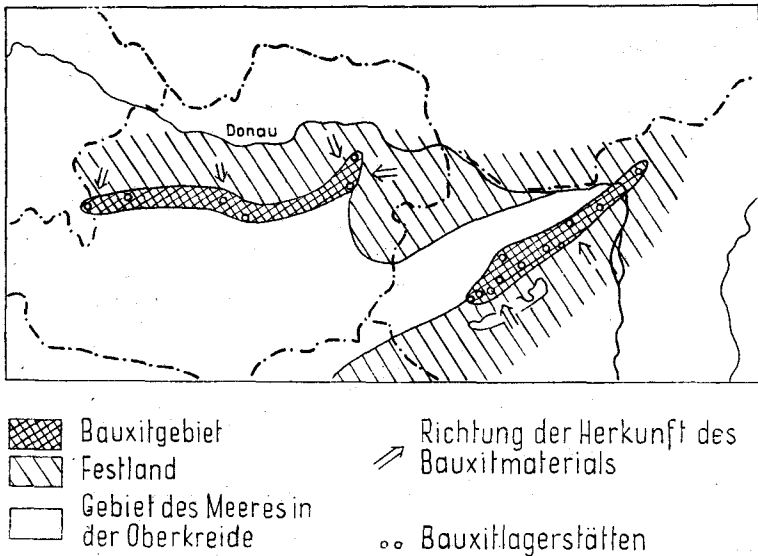 Donau
Bauxitgebiet
Festland
Gebiet des Meeres in
der Oberkreide
Richtung der Herkunft des
Bauxitmaterials
Bauxitlagerstätten